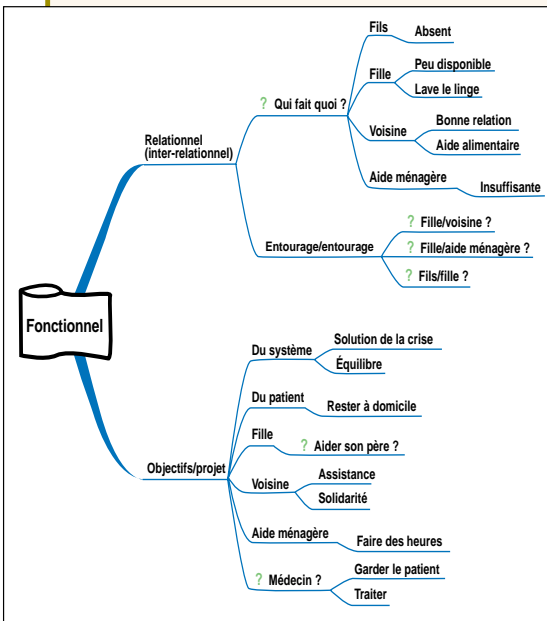 Fonctionnel
Relationnel
(inter-relationnel)
? Qui fait quoi ?
Fils
Absent
Fille
Peu disponible
Lave le linge
Voisine
Bonne relation
Aide alimentaire
Aide ménagère
Insuffisante
Entourage/entourage
? Fille/voisine ?
? Fille/aide ménagère ?
? Fils/fille ?
Objectifs/projet
Du système
Solution de la crise
Équilibre
Du patient
Rester à domicile
Fille
? Aider son père ?
Voisine
Assistance
Solidarité
Aide ménagère
Faire des heures
? Médecin ?
Garder le patient
Traiter